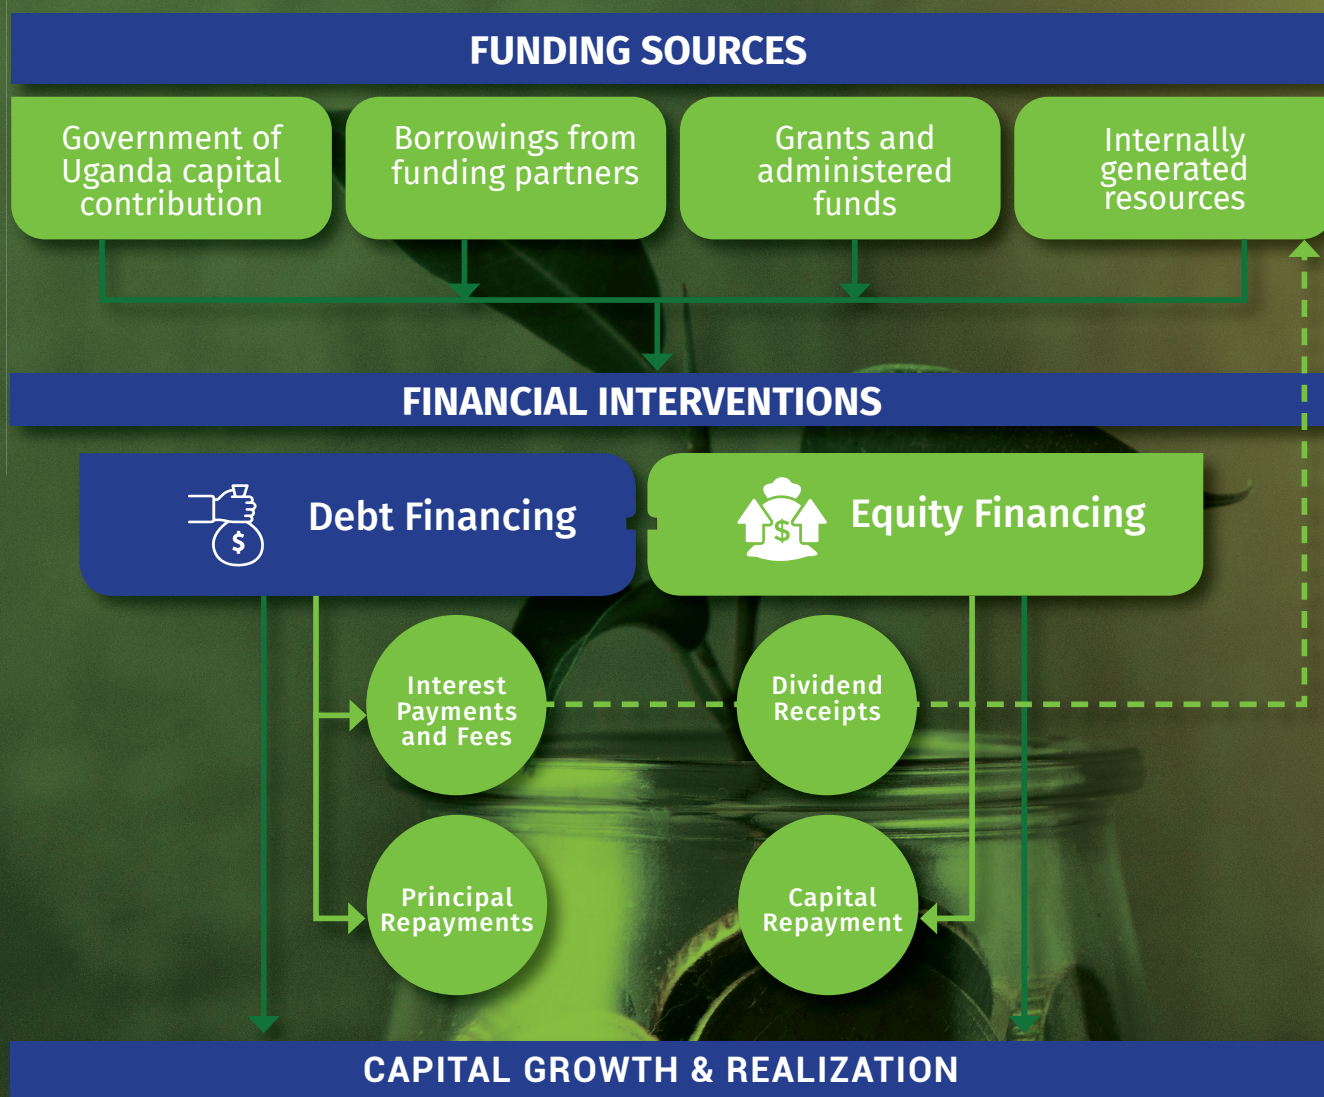 FUNDING SOURCES
Government of
Uganda capital
contribution
Borrowings from
funding partners
Grants and
administered
funds
Internally
generated
resources
FINANCIAL INTERVENTIONS
$
Debt Financing
$
Equity Financing
Interest
Payments
and Fees
Dividend
Receipts
Principal
Repayments
Capital
Repayment
CAPITAL GROWTH & REALIZATION